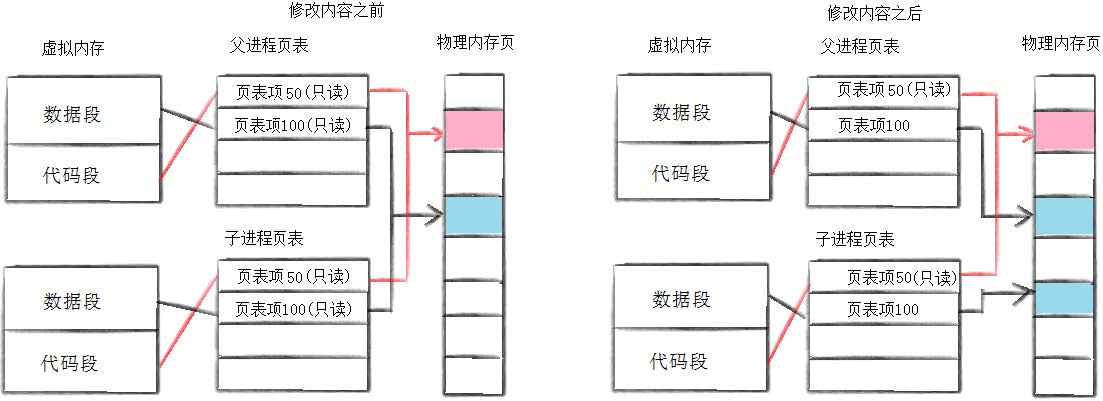 修改内容之前
虚拟内存
父进程页表
物理内存页
数据段
代码段
页表项50(只读)
页表项100(只读)
子进程页表
数据段
代码段
页表项50(只读)
页表项100(只读)
修改内容之后
虚拟内存
父进程页表
物理内存页
数据段
代码段
页表项50(只读)
页表项100
子进程页表
数据段
代码段
页表项50(只读)
页表项100